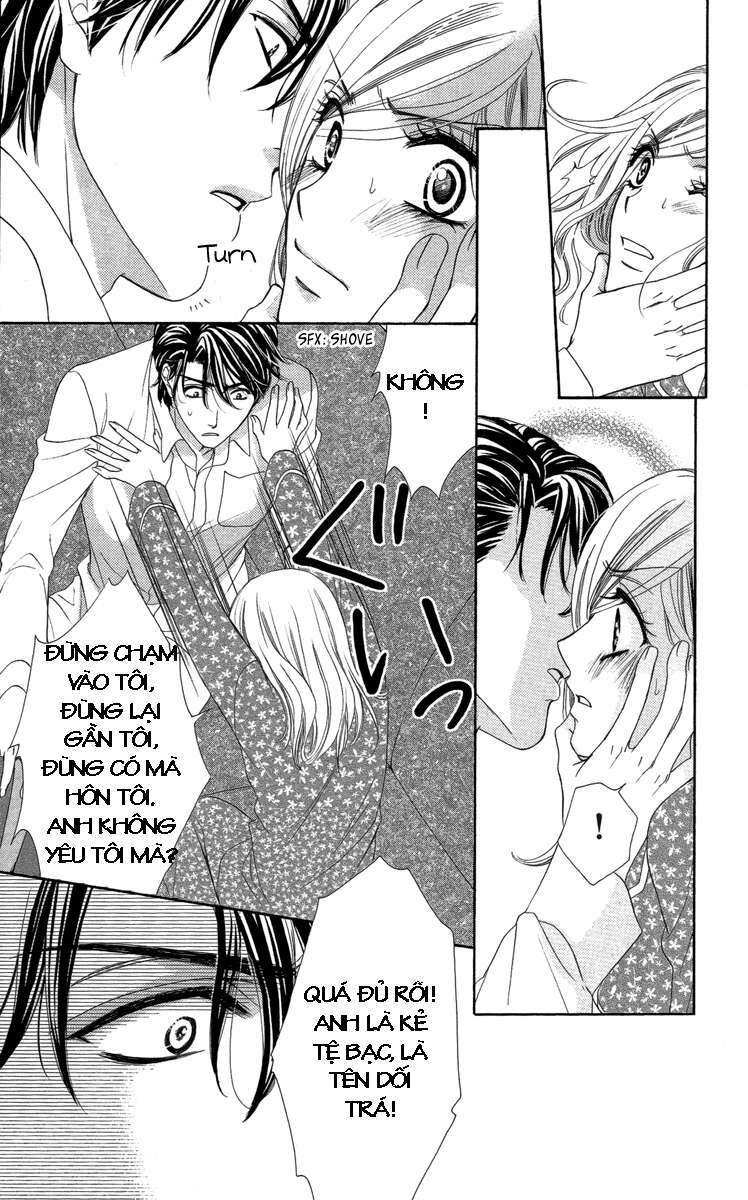 Turn
!
SFX: SHOVE
KHÔNG
!
ぐいっ
ĐỪNG CHẠM
VÀO TÔI,
ĐỪNG LẠI
GẦN TÔI,
ĐỪNG CÓ MÀ
HÔN TÔI.
ANH KHÔNG
YÊU TÔI MÀ?
QUÁ ĐỦ RỒI!
ANH LÀ KẺ
TỆ BẠC, LÀ
TÊN DỐI
TRÁ!